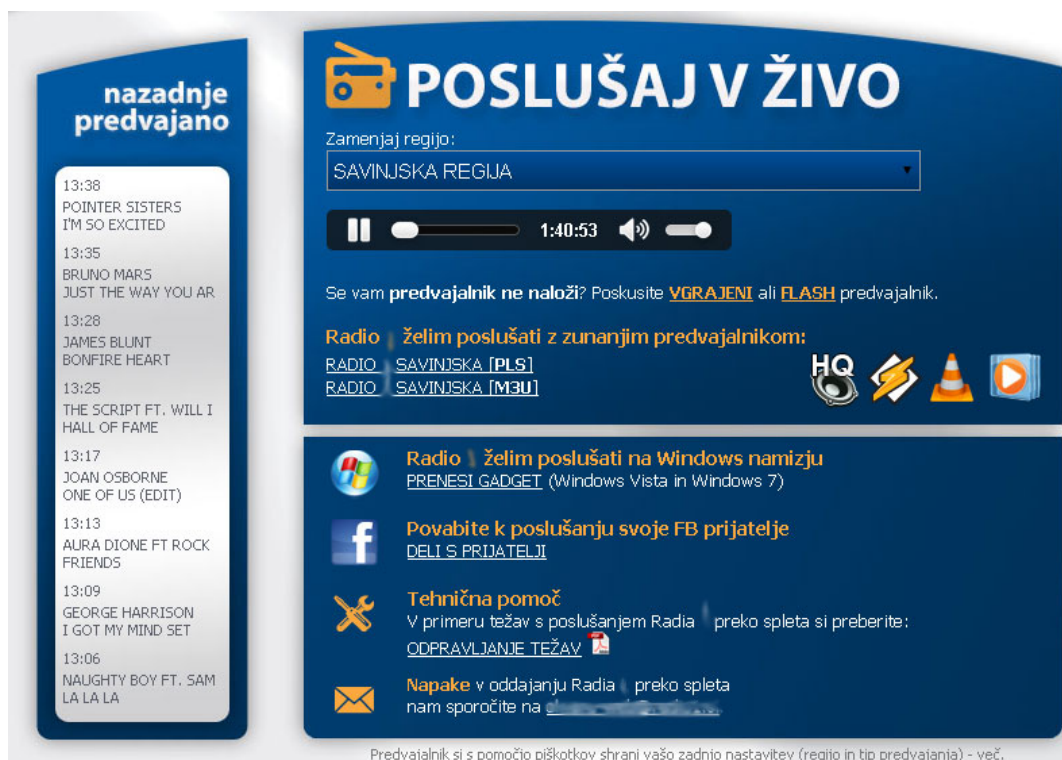 nazadnje
predvajano
13:38
POINTER SISTERS
I'M SO EXCITED
13:35
BRUNO MARS
JUST THE WAY YOU AR
13:28
JAMES BLUNT
BONFIRE HEART
13:25
THE SCRIPT FT. WILL I
HALL OF FAME
13:17
JOAN OSBORNE
ONE OF US (EDIT)
13:13
AURA DIONE FT ROCK
FRIENDS
13:09
GEORGE HARRISON
I GOT MY MIND SET
13:06
NAUGHTY BOY FT. SAM
LA LA LA
POSLUŠAJ V ŽIVO
Zamenjaj regijo:
SAVINJSKA REGIJA
1:40:53
Se vam predvajalnik ne naloži? Poskusite VGRAJENI ali FLASH predvajalnik.
Radio želim poslušati z zunanjim predvajalnikom:
RADIO SAVINJSKA [PLS]
RADIO SAVINJSKA [M3U]
HQ
Radio želim poslušati na Windows namizju
PRENESI GADGET (Windows Vista in Windows 7)
f
Povabite k poslušanju svoje FB prijatelje
DELI S PRIJATELJI
Tehnična pomoč
V primeru težav s poslušanjem Radia preko spleta si preberite:
ODPRAVLJANJE TEŽAV
Napake v oddajanju Radia preko spleta
nam sporočite na
Predvajalnik si s pomočjo piškotkov shrani vašo zadnjo nastavitev (regijo in tip predvajanja) - več.